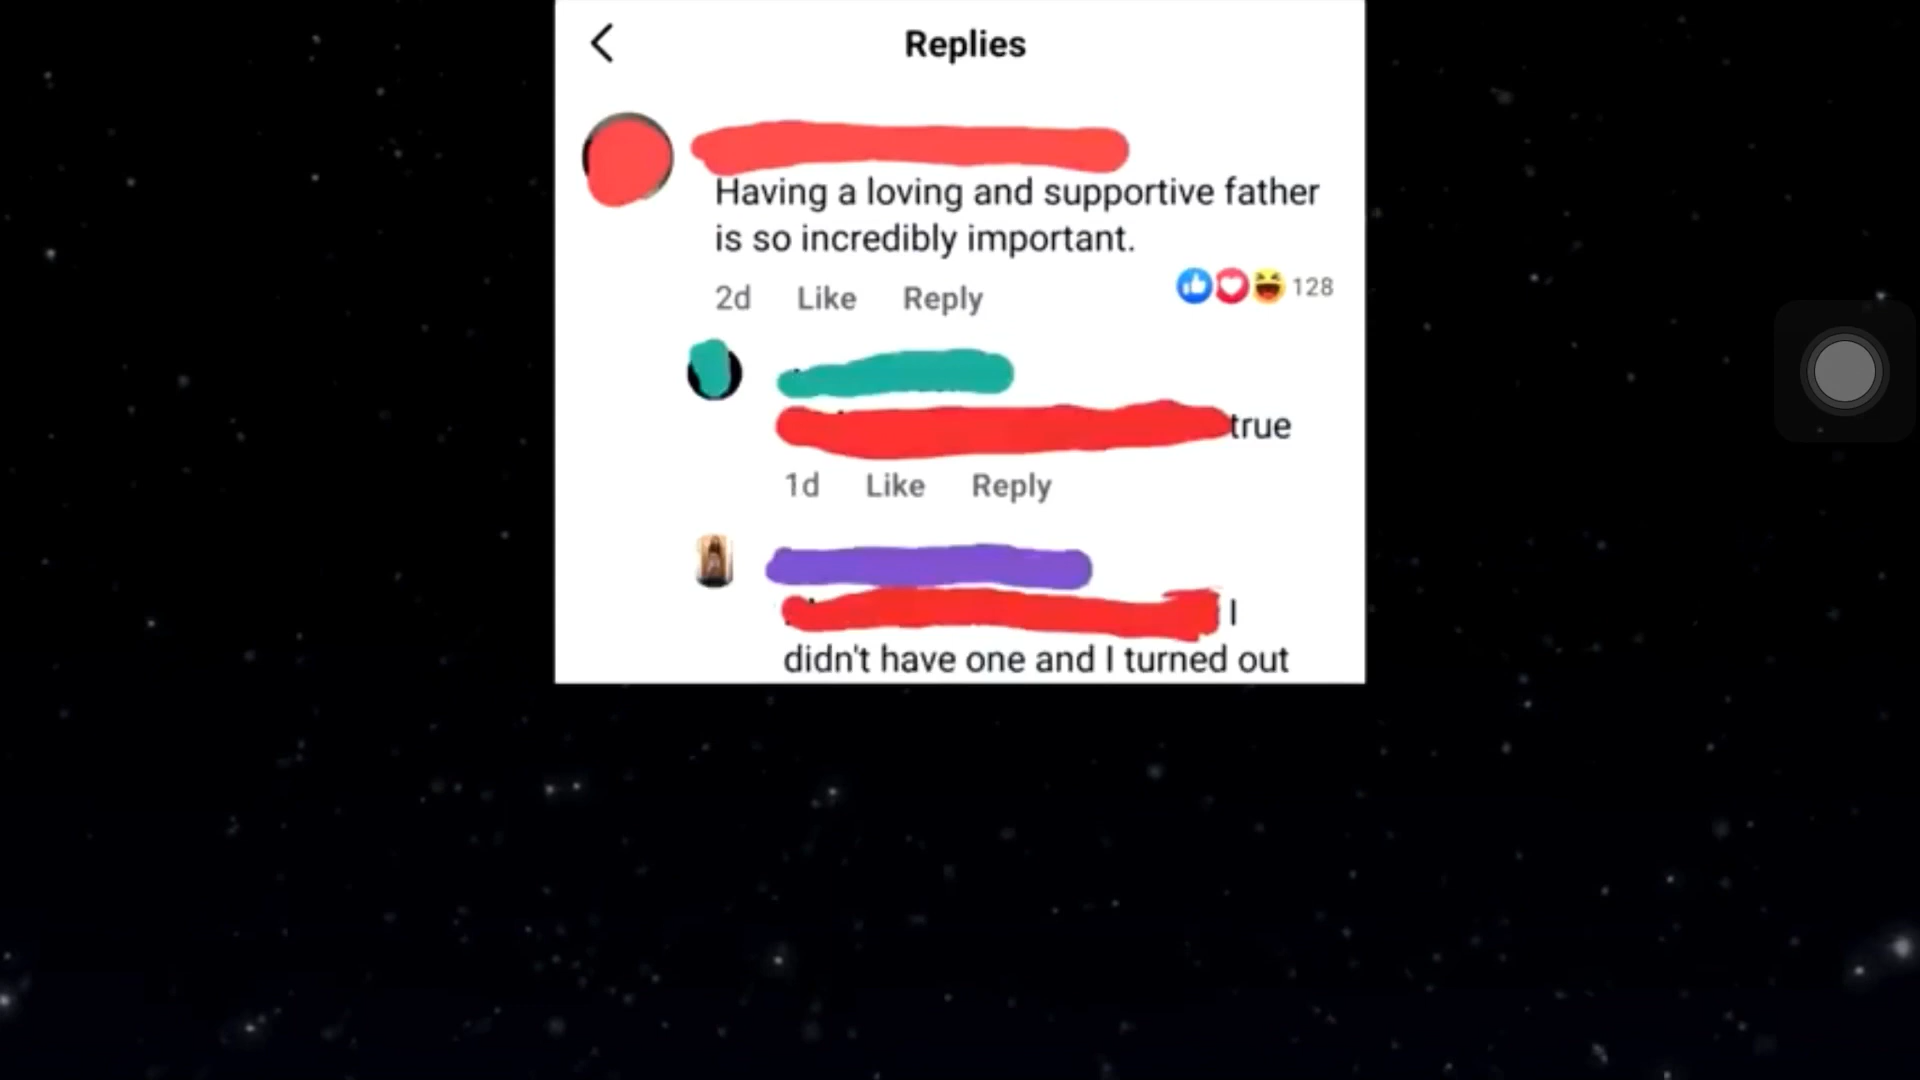 Replies
Having a loving and supportive father
is so incredibly important.
2d Like Reply 128
true
1d Like Reply
I
didn't have one and I turned out